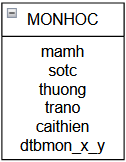 MONHOC
mamh
sotc
thuong
trano
caithien
dtbmon_x_y